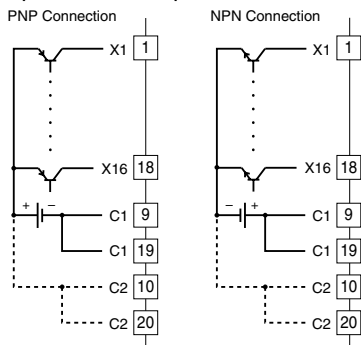 PNP Connection NPN Connection
X1 1 X1 1
X16 18 X16 18
+ − − +
C1 9 C1 9
C1 19 C1 19
C2 10 C2 10
C2 20 C2 20